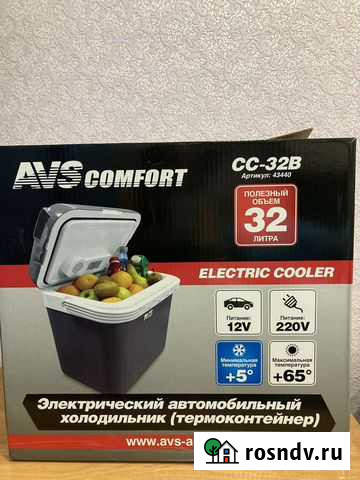 AVS COMFORT
CC-32B
Артикул: 43440
ПОЛЕЗНЫЙ
ОБЪЕМ
32
ЛИТРА
ELECTRIC COOLER
Питание:
12V
Питание:
220V
Минимальная
температура
+5°
Максимальная
температура
+65°
Электрический автомобильный
холодильник (термоконтейнер)
www.avs-a
rosndv.ru